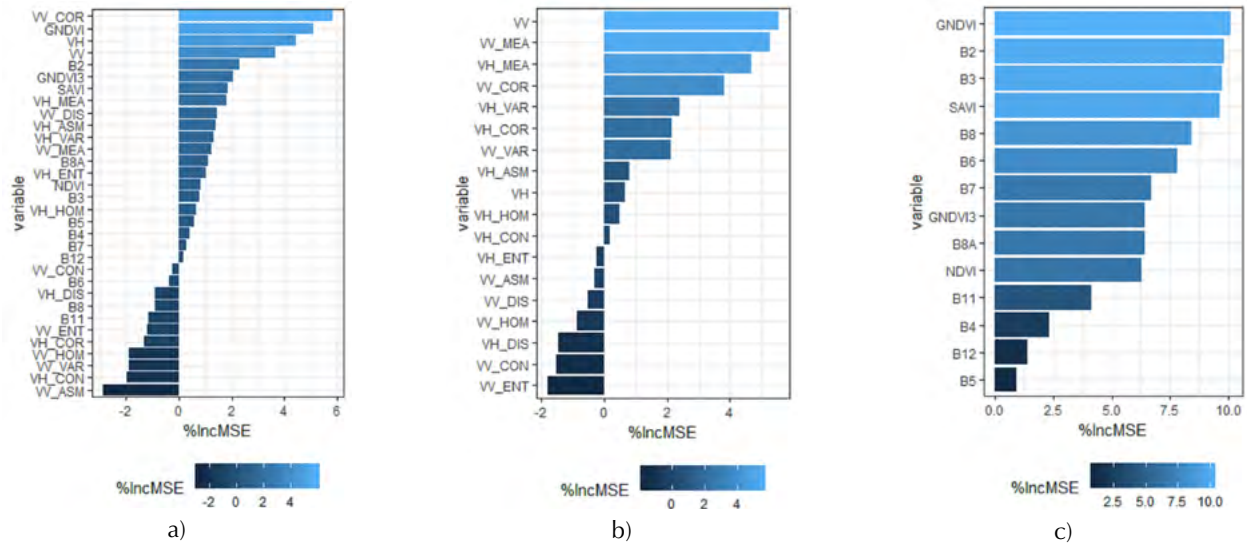 VV_COR
GNDVI
VH
VV
B2
GNDVI3
SAVI
VH_MEA
VV_DIS
VH_ASM
VH_VAR
VV_MEA
B8A
VH_ENT
NDVI
B3
VH_HOM
B5
B4
B7
B12
VV_CON
B6
VH_DIS
B8
B11
VV_ENT
VH_COR
VV_HOM
VV_VAR
VH_CON
VV_ASM
variable
-2 0 2 4 6
%IncMSE
%IncMSE
-2 0 2 4
a)
VV
VV_MEA
VH_MEA
VV_COR
VH_VAR
VH_COR
VV_VAR
VH_ASM
VH
VH_HOM
VH_CON
VH_ENT
VV_ASM
VV_DIS
VV_HOM
VH_DIS
VV_CON
VV_ENT
variable
-2 0 2 4
%IncMSE
%IncMSE
0 2 4
b)
GNDVI
B2
B3
SAVI
B8
B6
B7
GNDVI3
B8A
NDVI
B11
B4
B12
B5
variable
0.0 2.5 5.0 7.5 10.0
%IncMSE
%IncMSE
2.5 5.0 7.5 10.0
c)